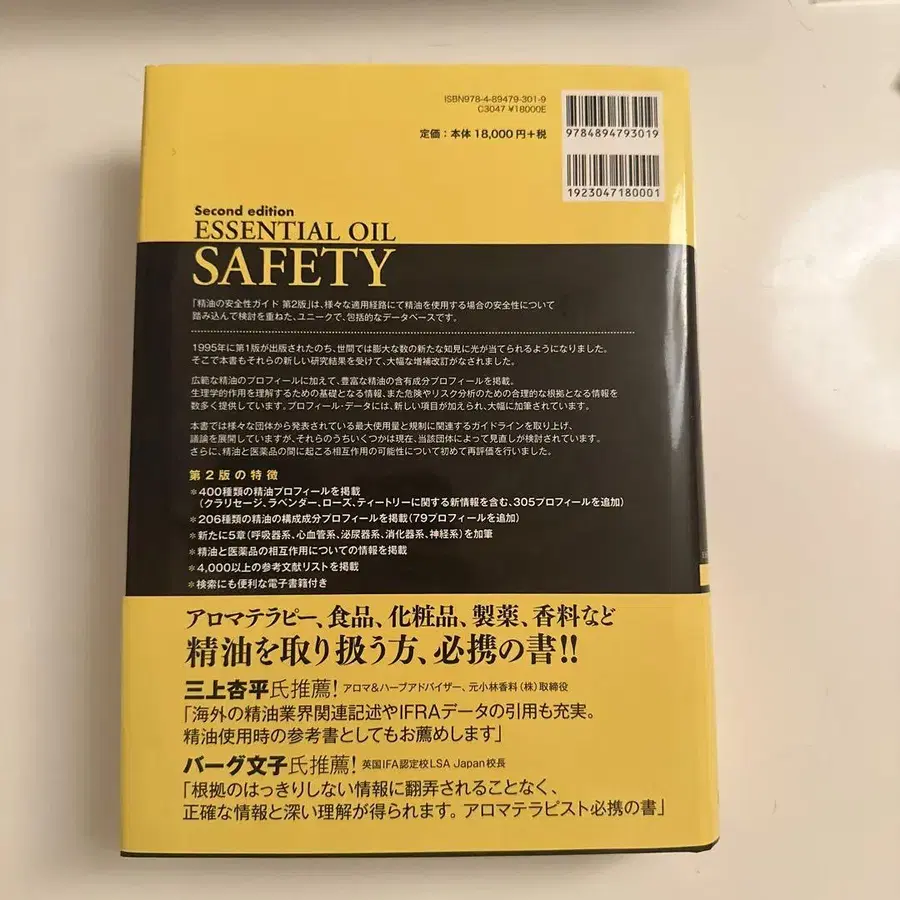 ISBN978-4-89479-301-9
C3047 ¥18000E
定価：本体 18,000 円＋税
9784894793019
1923047180001
Second edition
ESSENTIAL OIL
SAFETY
「精油の安全性ガイド 第2版」は、様々な適用経路にて精油を使用する場合の安全性について
踏み込んで検討を重ねた、ユニークで、包括的なデータベースです。
1995年に第1版が出版されたのち、世間では膨大な数の新たな知見に光が当てられるようになりました。
そこで本書もそれらの新しい研究結果を受けて、大幅な増補改訂がなされました。
広範な精油のプロフィールに加えて、豊富な精油の含有成分プロフィールを掲載。
生理学的作用を理解するための基礎となる情報、また危険やリスク分析のための合理的な根拠となる情報を
数多く提供しています。プロフィール・データには、新しい項目が加えられ、大幅に加筆されています。
本書では様々な団体から発表されている最大使用量と規制に関連するガイドラインを取り上げ、
議論を展開していますが、それらのうちいくつかは現在、当該団体によって見直しが検討されています。
さらに、精油と医薬品の間に起こる相互作用の可能性について初めて再評価を行いました。
第2版の特徴
＊400種類の精油プロフィールを掲載
（クラリセージ、ラベンダー、ローズ、ティートリーに関する新情報を含む、305プロフィールを追加）
＊206種類の精油の構成成分プロフィールを掲載（79プロフィールを追加）
＊新たに5章（呼吸器系、心血管系、泌尿器系、消化器系、神経系）を加筆
＊精油と医薬品の相互作用についての情報を掲載
＊4,000以上の参考文献リストを掲載
＊検索にも便利な電子書籍付き
アロマテラピー、食品、化粧品、製薬、香料など
精油を取り扱う方、必携の書!!
三上杏平氏推薦！ アロマ＆ハーブアドバイザー、元小林香料（株）取締役
「海外の精油業界関連記述やIFRAデータの引用も充実。
精油使用時の参考書としてもお薦めします」
バーグ文子氏推薦！ 英国IFA認定校LSA Japan校長
「根拠のはっきりしない情報に翻弄されることなく、
正確な情報と深い理解が得られます。アロマテラピスト必携の書」